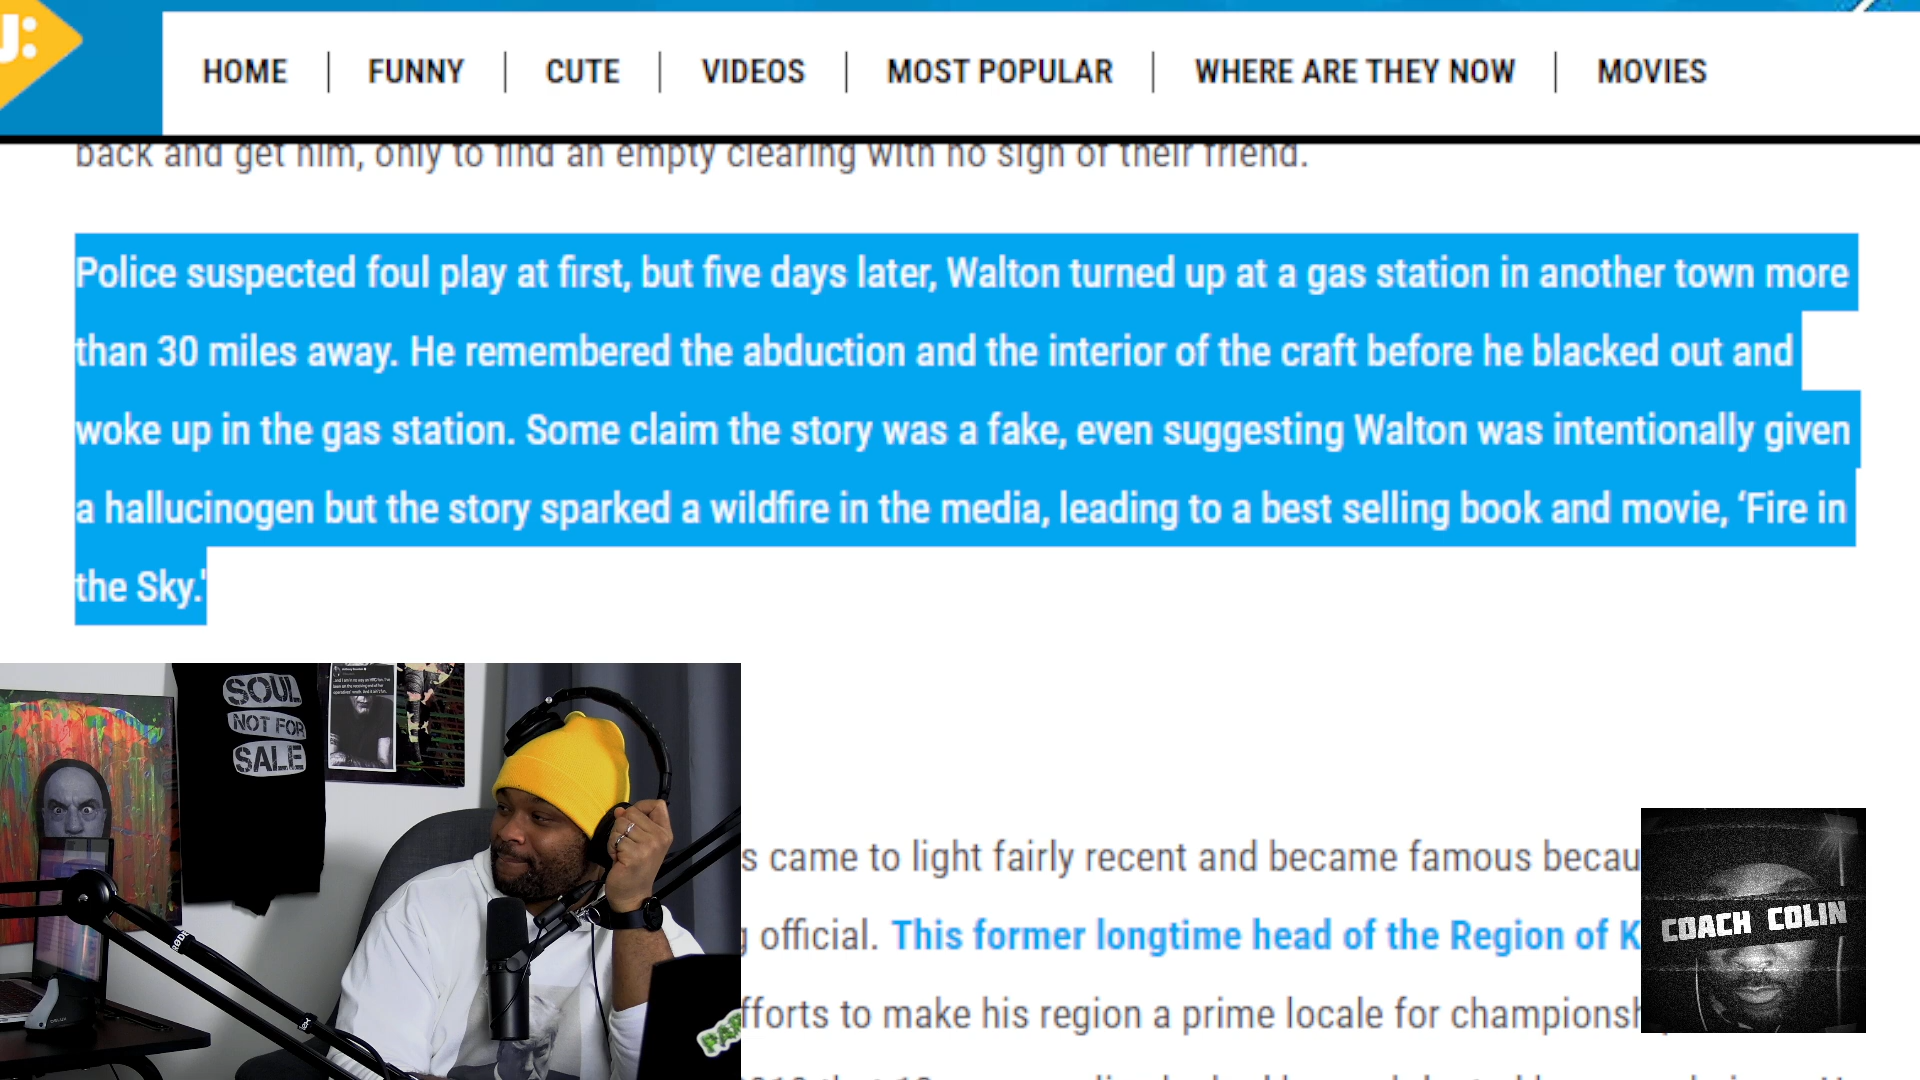 HOME | FUNNY | CUTE | VIDEOS | MOST POPULAR | WHERE ARE THEY NOW | MOVIES
back and get him, only to find an empty clearing with no sign of their friend.
Police suspected foul play at first, but five days later, Walton turned up at a gas station in another town more
than 30 miles away. He remembered the abduction and the interior of the craft before he blacked out and
woke up in the gas station. Some claim the story was a fake, even suggesting Walton was intentionally given
a hallucinogen but the story sparked a wildfire in the media, leading to a best selling book and movie, ‘Fire in
the Sky.'
SOUL
NOT FOR
SALE
came to light fairly recent and became famous
official. This former longtime head of the Region of
to make his region a prime locale for
COACH COLIN
RØDE